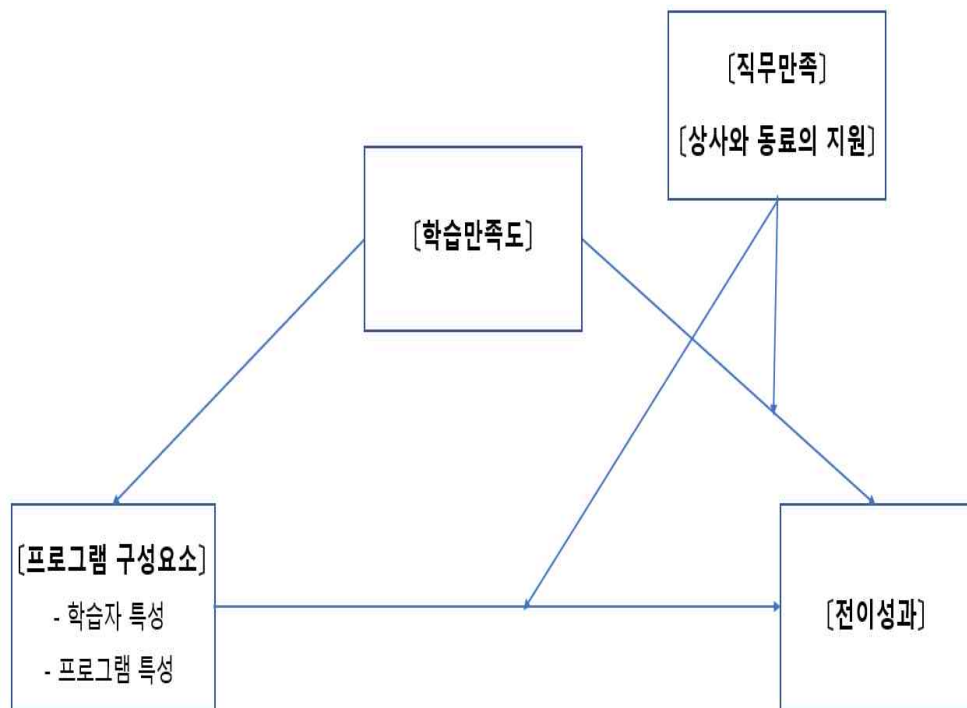 〔직무만족〕
〔상사와 동료의 지원〕
〔학습만족도〕
〔프로그램 구성요소〕
- 학습자 특성
- 프로그램 특성
〔전이성과〕